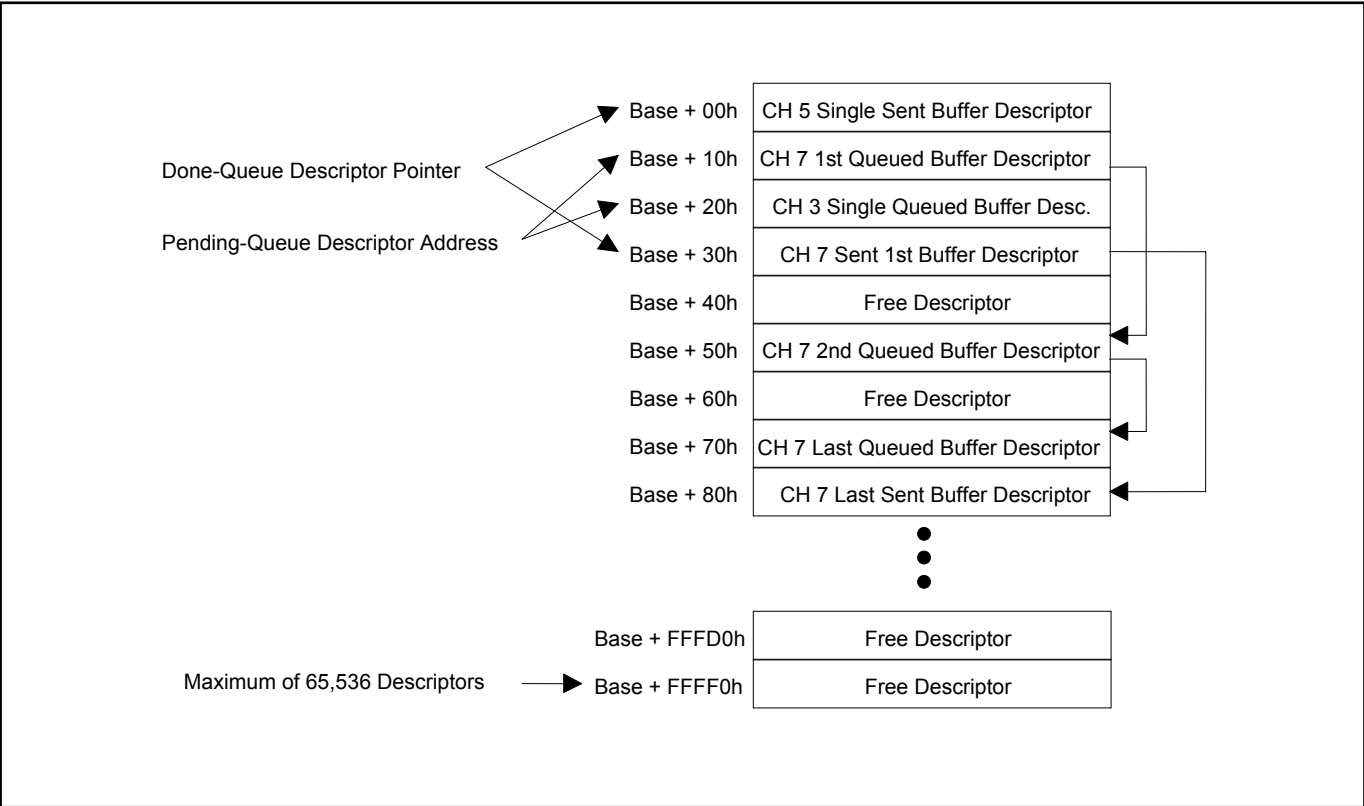 Base + 00h CH 5 Single Sent Buffer Descriptor
Done-Queue Descriptor Pointer
Base + 10h CH 7 1st Queued Buffer Descriptor
Base + 20h CH 3 Single Queued Buffer Desc.
Pending-Queue Descriptor Address
Base + 30h CH 7 Sent 1st Buffer Descriptor
Base + 40h Free Descriptor
Base + 50h CH 7 2nd Queued Buffer Descriptor
Base + 60h Free Descriptor
Base + 70h CH 7 Last Queued Buffer Descriptor
Base + 80h CH 7 Last Sent Buffer Descriptor
Base + FFFD0h Free Descriptor
Maximum of 65,536 Descriptors Base + FFFF0h Free Descriptor